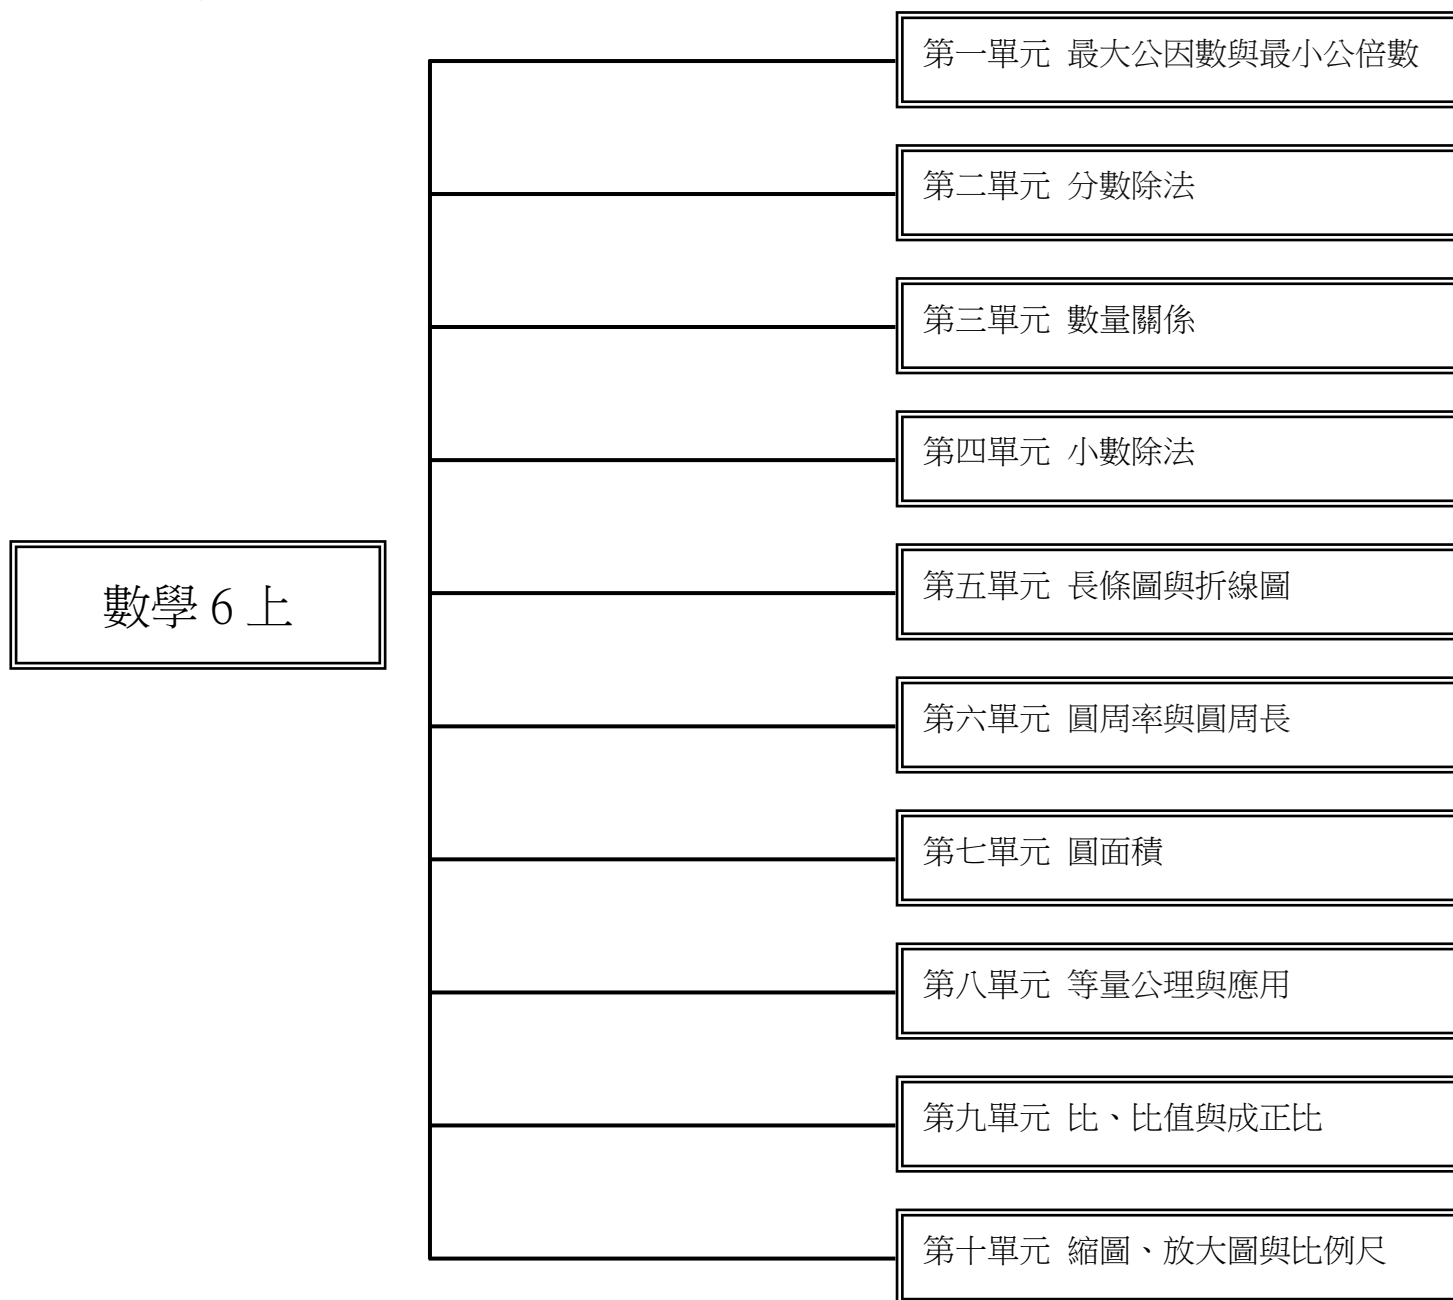 數學 6 上
第一單元 最大公因數與最小公倍數
第二單元 分數除法
第三單元 數量關係
第四單元 小數除法
第五單元 長條圖與折線圖
第六單元 圓周率與圓周長
第七單元 圓面積
第八單元 等量公理與應用
第九單元 比、比值與成正比
第十單元 縮圖、放大圖與比例尺